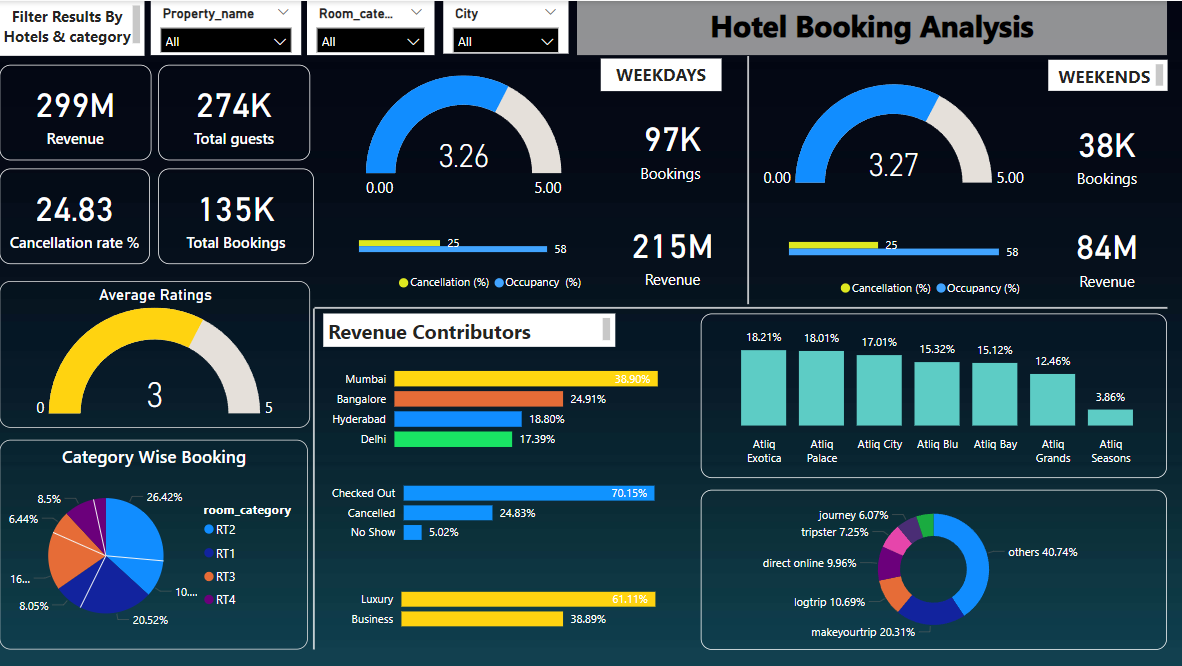 Filter Results By
Hotels & category
Property_name
All
Room_cate...
All
City
All
Hotel Booking Analysis
299M
Revenue
274K
Total guests
24.83
Cancellation rate %
135K
Total Bookings
WEEKDAYS
3.26
0.00
5.00
97K
Bookings
25
58
Cancellation (%)
Occupancy (%)
215M
Revenue
WEEKENDS
3.27
0.00
5.00
38K
Bookings
25
58
Cancellation (%)
Occupancy (%)
84M
Revenue
Average Ratings
3
0
5
Category Wise Booking
26.42%
10....
20.52%
8.05%
16...
6.44%
8.5%
room_category
RT2
RT1
RT3
RT4
Revenue Contributors
Mumbai 38.90%
Bangalore 24.91%
Hyderabad 18.80%
Delhi 17.39%
Checked Out 70.15%
Cancelled 24.83%
No Show 5.02%
Luxury 61.11%
Business 38.89%
18.21% 18.01% 17.01% 15.32% 15.12% 12.46% 3.86%
Atliq Exotica
Atliq Palace
Atliq City
Atliq Blu
Atliq Bay
Atliq Grands
Atliq Seasons
journey 6.07%
tripster 7.25%
direct online 9.96%
logtrip 10.69%
makeyourtrip 20.31%
others 40.74%